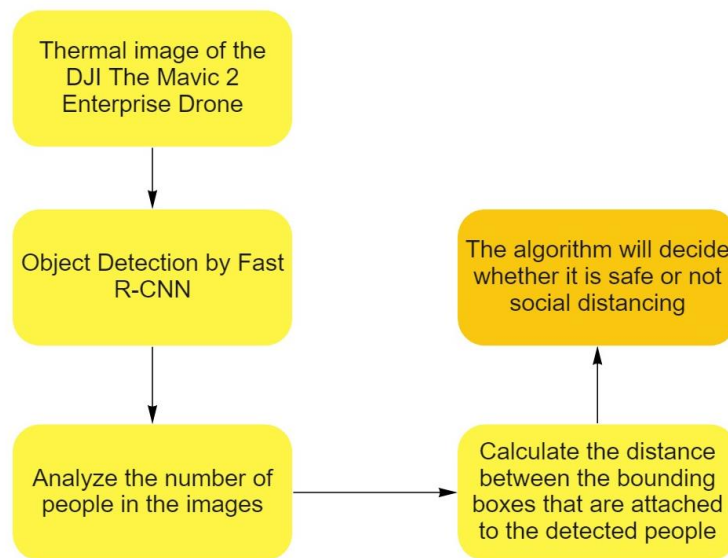 Thermal image of the
DJI The Mavic 2
Enterprise Drone
Object Detection by Fast
R-CNN
Analyze the number of
people in the images
Calculate the distance
between the bounding
boxes that are attached
to the detected people
The algorithm will decide
whether it is safe or not
social distancing